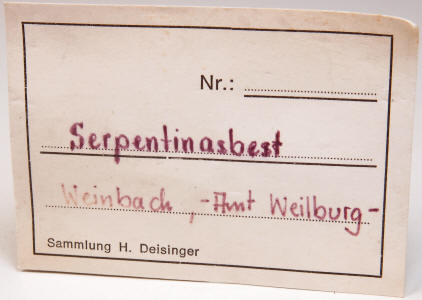 Nr.:
Serpentinasbest
Weinbach, -Amt Weilburg-
Sammlung H. Deisinger